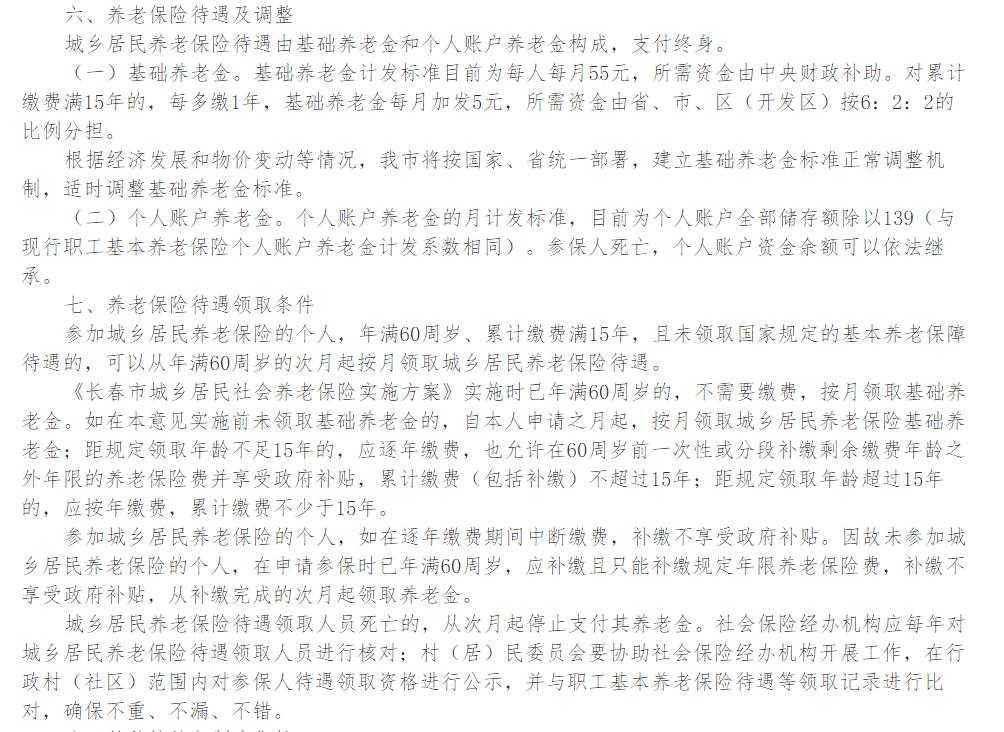 六、养老保险待遇及调整
城乡居民养老保险待遇由基础养老金和个人账户养老金构成，支付终身。
（一）基础养老金。基础养老金计发标准目前为每人每月55元，所需资金由中央财政补助。对累计
缴费满15年的，每多缴1年，基础养老金每月加发5元，所需资金由省、市、区（开发区）按6：2：2的
比例分担。
根据经济发展和物价变动等情况，我市将按国家、省统一部署，建立基础养老金标准正常调整机
制，适时调整基础养老金标准。
（二）个人账户养老金。个人账户养老金的月计发标准，目前为个人账户全部储存额除以139（与
现行职工基本养老保险个人账户养老金计发系数相同）。参保人死亡，个人账户资金余额可以依法继
承。
七、养老保险待遇领取条件
参加城乡居民养老保险的个人，年满60周岁、累计缴费满15年，且未领取国家规定的基本养老保障
待遇的，可以从年满60周岁的次月起按月领取城乡居民养老保险待遇。
《长春市城乡居民社会养老保险实施方案》实施时已年满60周岁的，不需要缴费，按月领取基础养
老金。如在本意见实施前未领取基础养老金的，自本人申请之月起，按月领取城乡居民养老保险基础养
老金；距规定领取年龄不足15年的，应逐年缴费，也允许在60周岁前一次性或分段补缴剩余缴费年龄之
外年限的养老保险费并享受政府补贴，累计缴费（包括补缴）不超过15年；距规定领取年龄超过15年
的，应按年缴费，累计缴费不少于15年。
参加城乡居民养老保险的个人，如在逐年缴费期间中断缴费，补缴不享受政府补贴。因故未参加城
乡居民养老保险的个人，在申请参保时已年满60周岁，应补缴且只能补缴规定年限养老保险费，补缴不
享受政府补贴，从补缴完成的次月起领取养老金。
城乡居民养老保险待遇领取人员死亡的，从次月起停止支付其养老金。社会保险经办机构应每年对
城乡居民养老保险待遇领取人员进行核对；村（居）民委员会要协助社会保险经办机构开展工作，在行
政村（社区）范围内对参保人待遇领取资格进行公示，并与职工基本养老保险待遇等领取记录进行比
对，确保不重、不漏、不错。